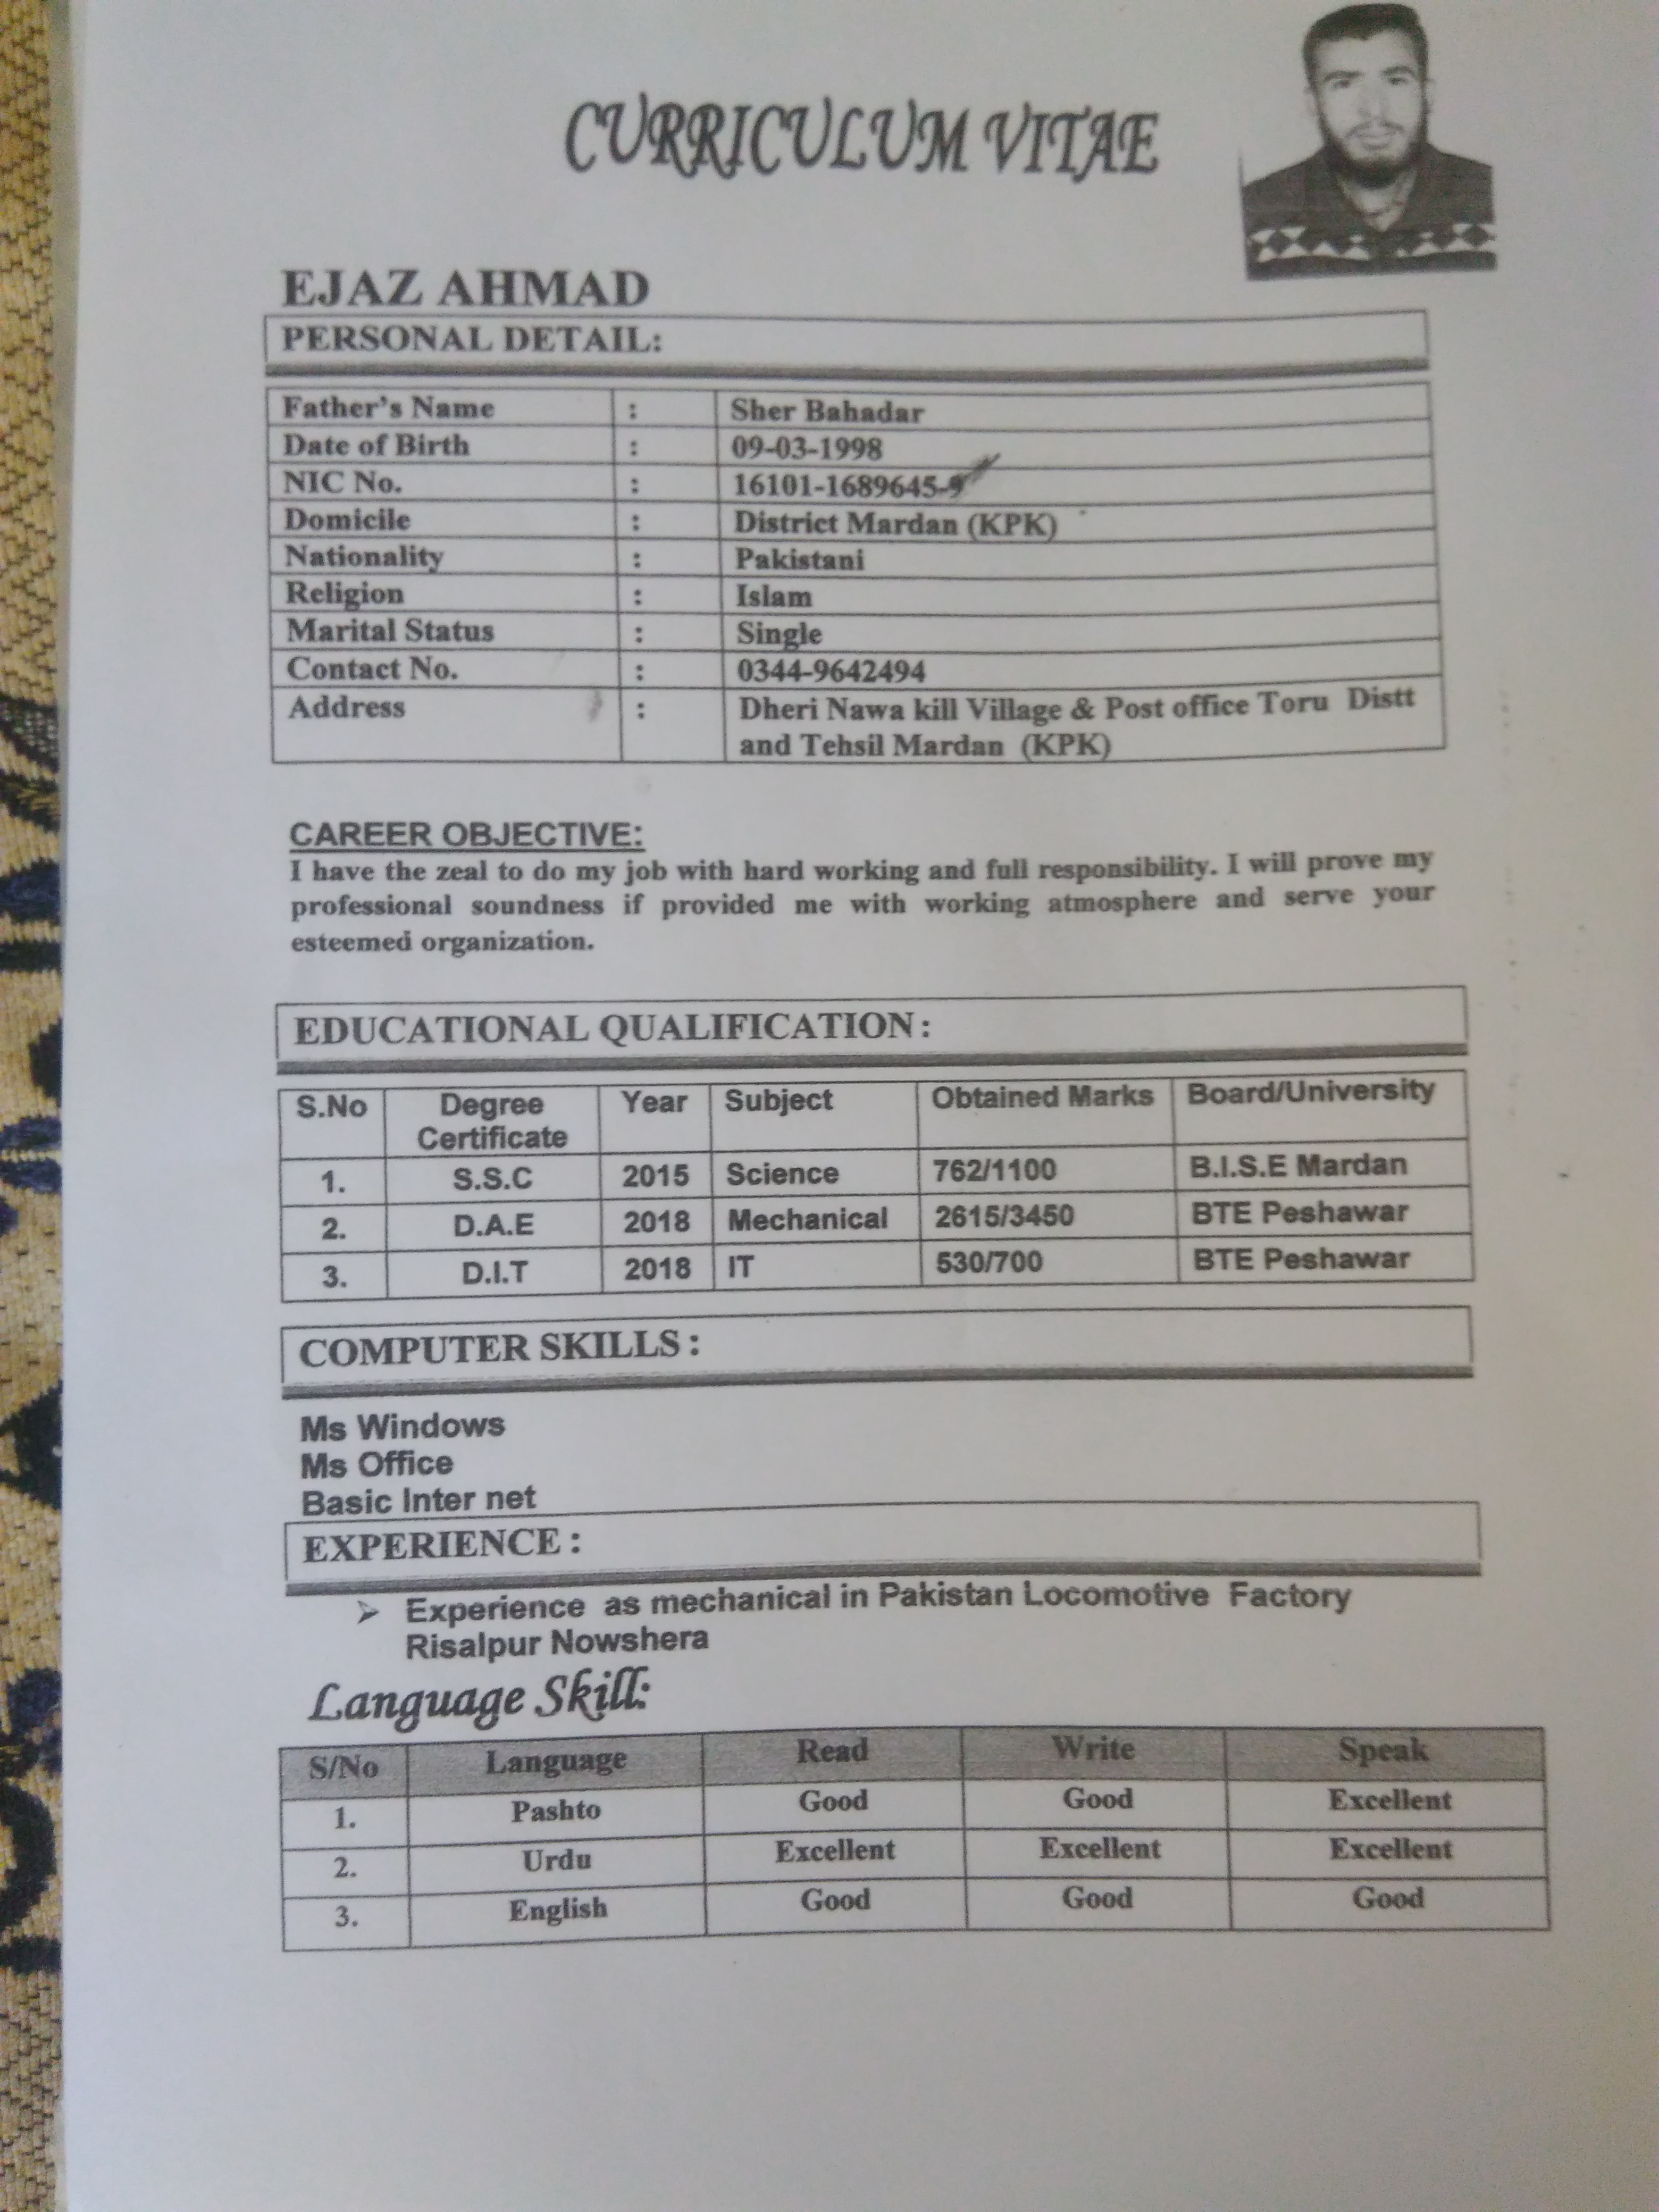 CURRICULUM VITAE
EJAZ AHMAD
PERSONAL DETAIL:
Father's Name : Sher Bahadar
Date of Birth : 09-03-1998
NIC No. : 16101-1689645-9
Domicile : District Mardan (KPK)
Nationality : Pakistani
Religion : Islam
Marital Status : Single
Contact No. : 0344-9642494
Address : Dheri Nawa kill Village & Post office Toru Distt
and Tehsil Mardan (KPK)
CAREER OBJECTIVE:
I have the zeal to do my job with hard working and full responsibility. I will prove my
professional soundness if provided me with working atmosphere and serve your
esteemed organization.
EDUCATIONAL QUALIFICATION:
S.No Degree Year Subject Obtained Marks Board/University
Certificate
1. S.S.C 2015 Science 762/1100 B.I.S.E Mardan
2. D.A.E 2018 Mechanical 2615/3450 BTE Peshawar
3. D.I.T 2018 IT 530/700 BTE Peshawar
COMPUTER SKILLS:
Ms Windows
Ms Office
Basic Inter net
EXPERIENCE:
➢ Experience as mechanical in Pakistan Locomotive Factory
Risalpur Nowshera
Language Skill:
S/No Language Read Write Speak
1. Pashto Good Good Excellent
2. Urdu Excellent Excellent Excellent
3. English Good Good Good